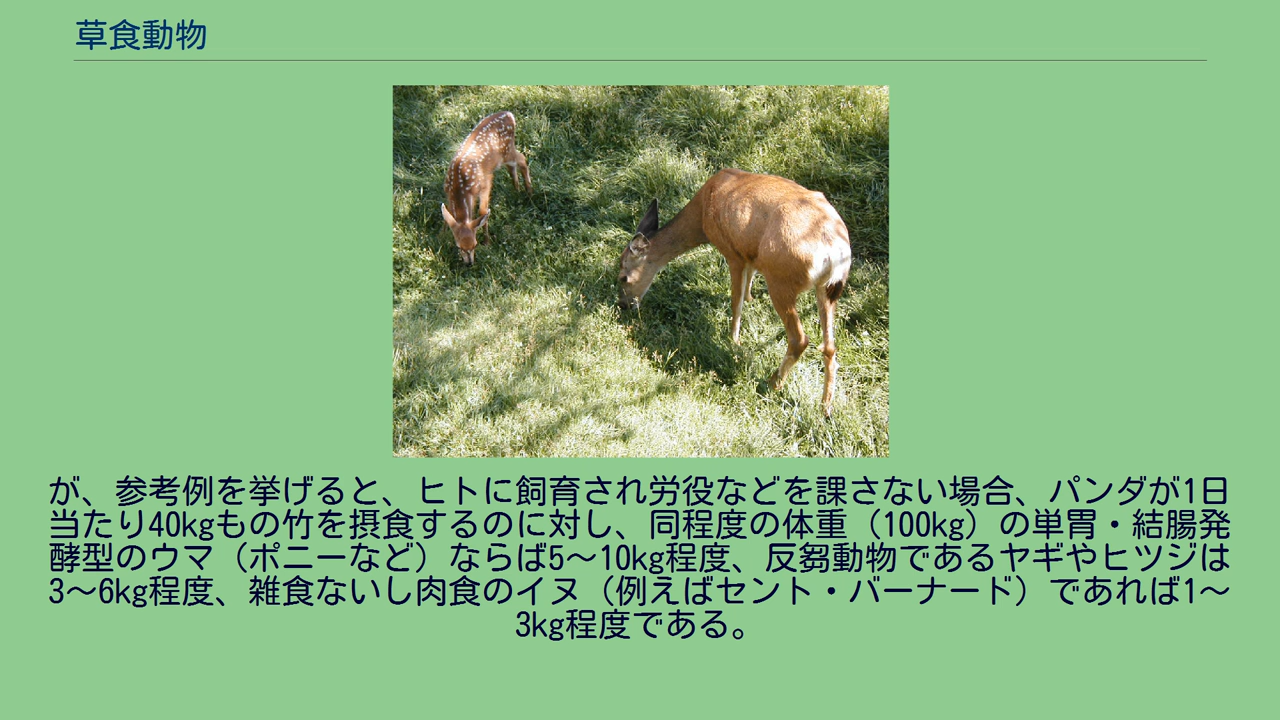 草食動物
が、参考例を挙げると、ヒトに飼育され労役などを課さない場合、パンダが1日
当たり40kgもの竹を摂食するのに対し、同程度の体重（100kg）の単胃・結腸発
酵型のウマ（ポニーなど）ならば5～10kg程度、反芻動物であるヤギやヒツジは
3～6kg程度、雑食ないし肉食のイヌ（例えばセント・バーナード）であれば1～
3kg程度である。